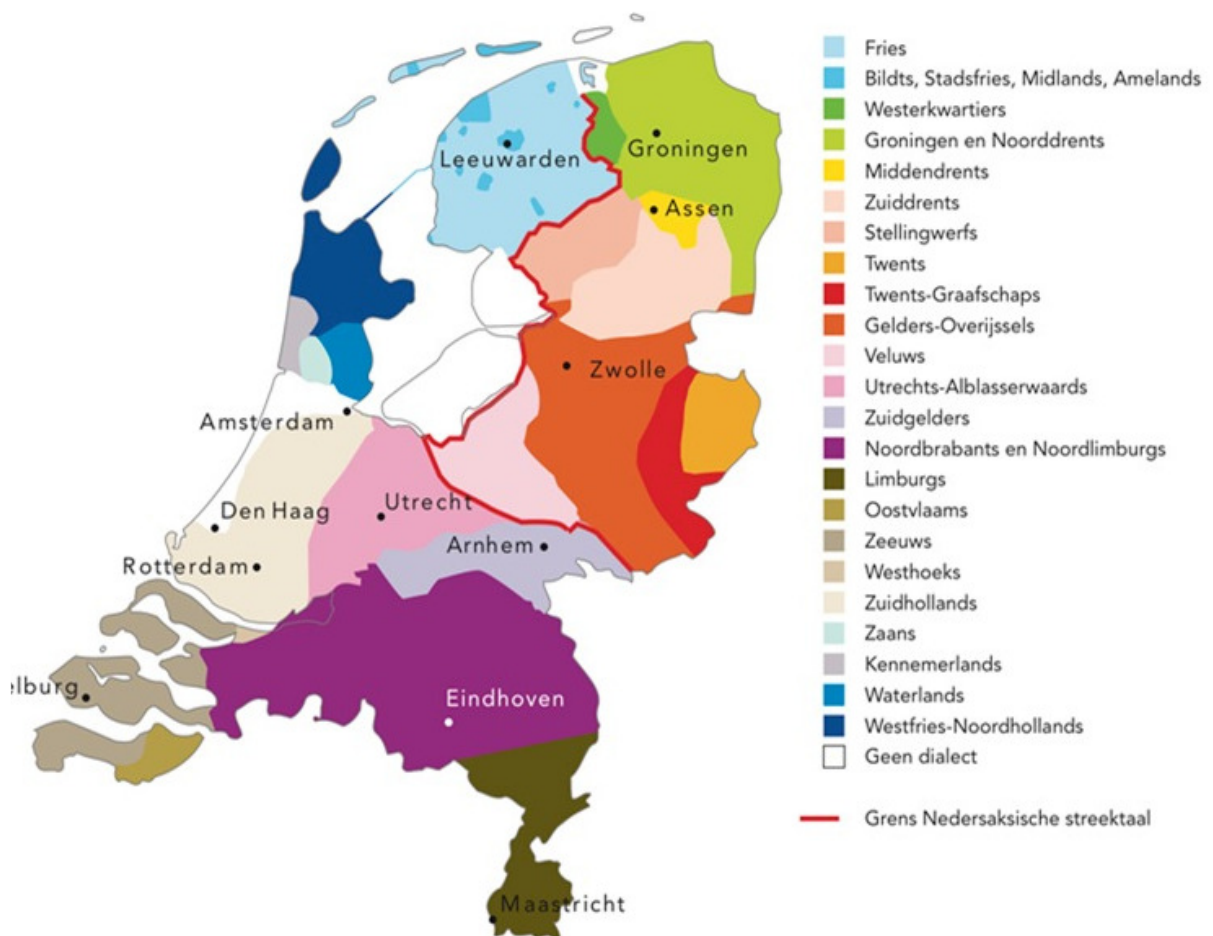 Leeuwarden
Groningen
Assen
Zwolle
Amsterdam
Den Haag
Utrecht
Arnhem
Rotterdam
elburg
Eindhoven
Maastricht
Fries
Bildts, Stadsfries, Midlands, Amelands
Westerkwartiers
Groningen en Noorddrents
Middendrents
Zuiddrents
Stellingwerfs
Twents
Twents-Graafschaps
Gelders-Overijssels
Veluws
Utrechts-Alblasserwaards
Zuidgelders
Noordbrabants en Noordlimburgs
Limburgs
Oostvlaams
Zeeuws
Westhoeks
Zuidhollands
Zaans
Kennemerlands
Waterlands
Westfries-Noordhollands
Geen dialect
Grens Nedersaksische streektaal